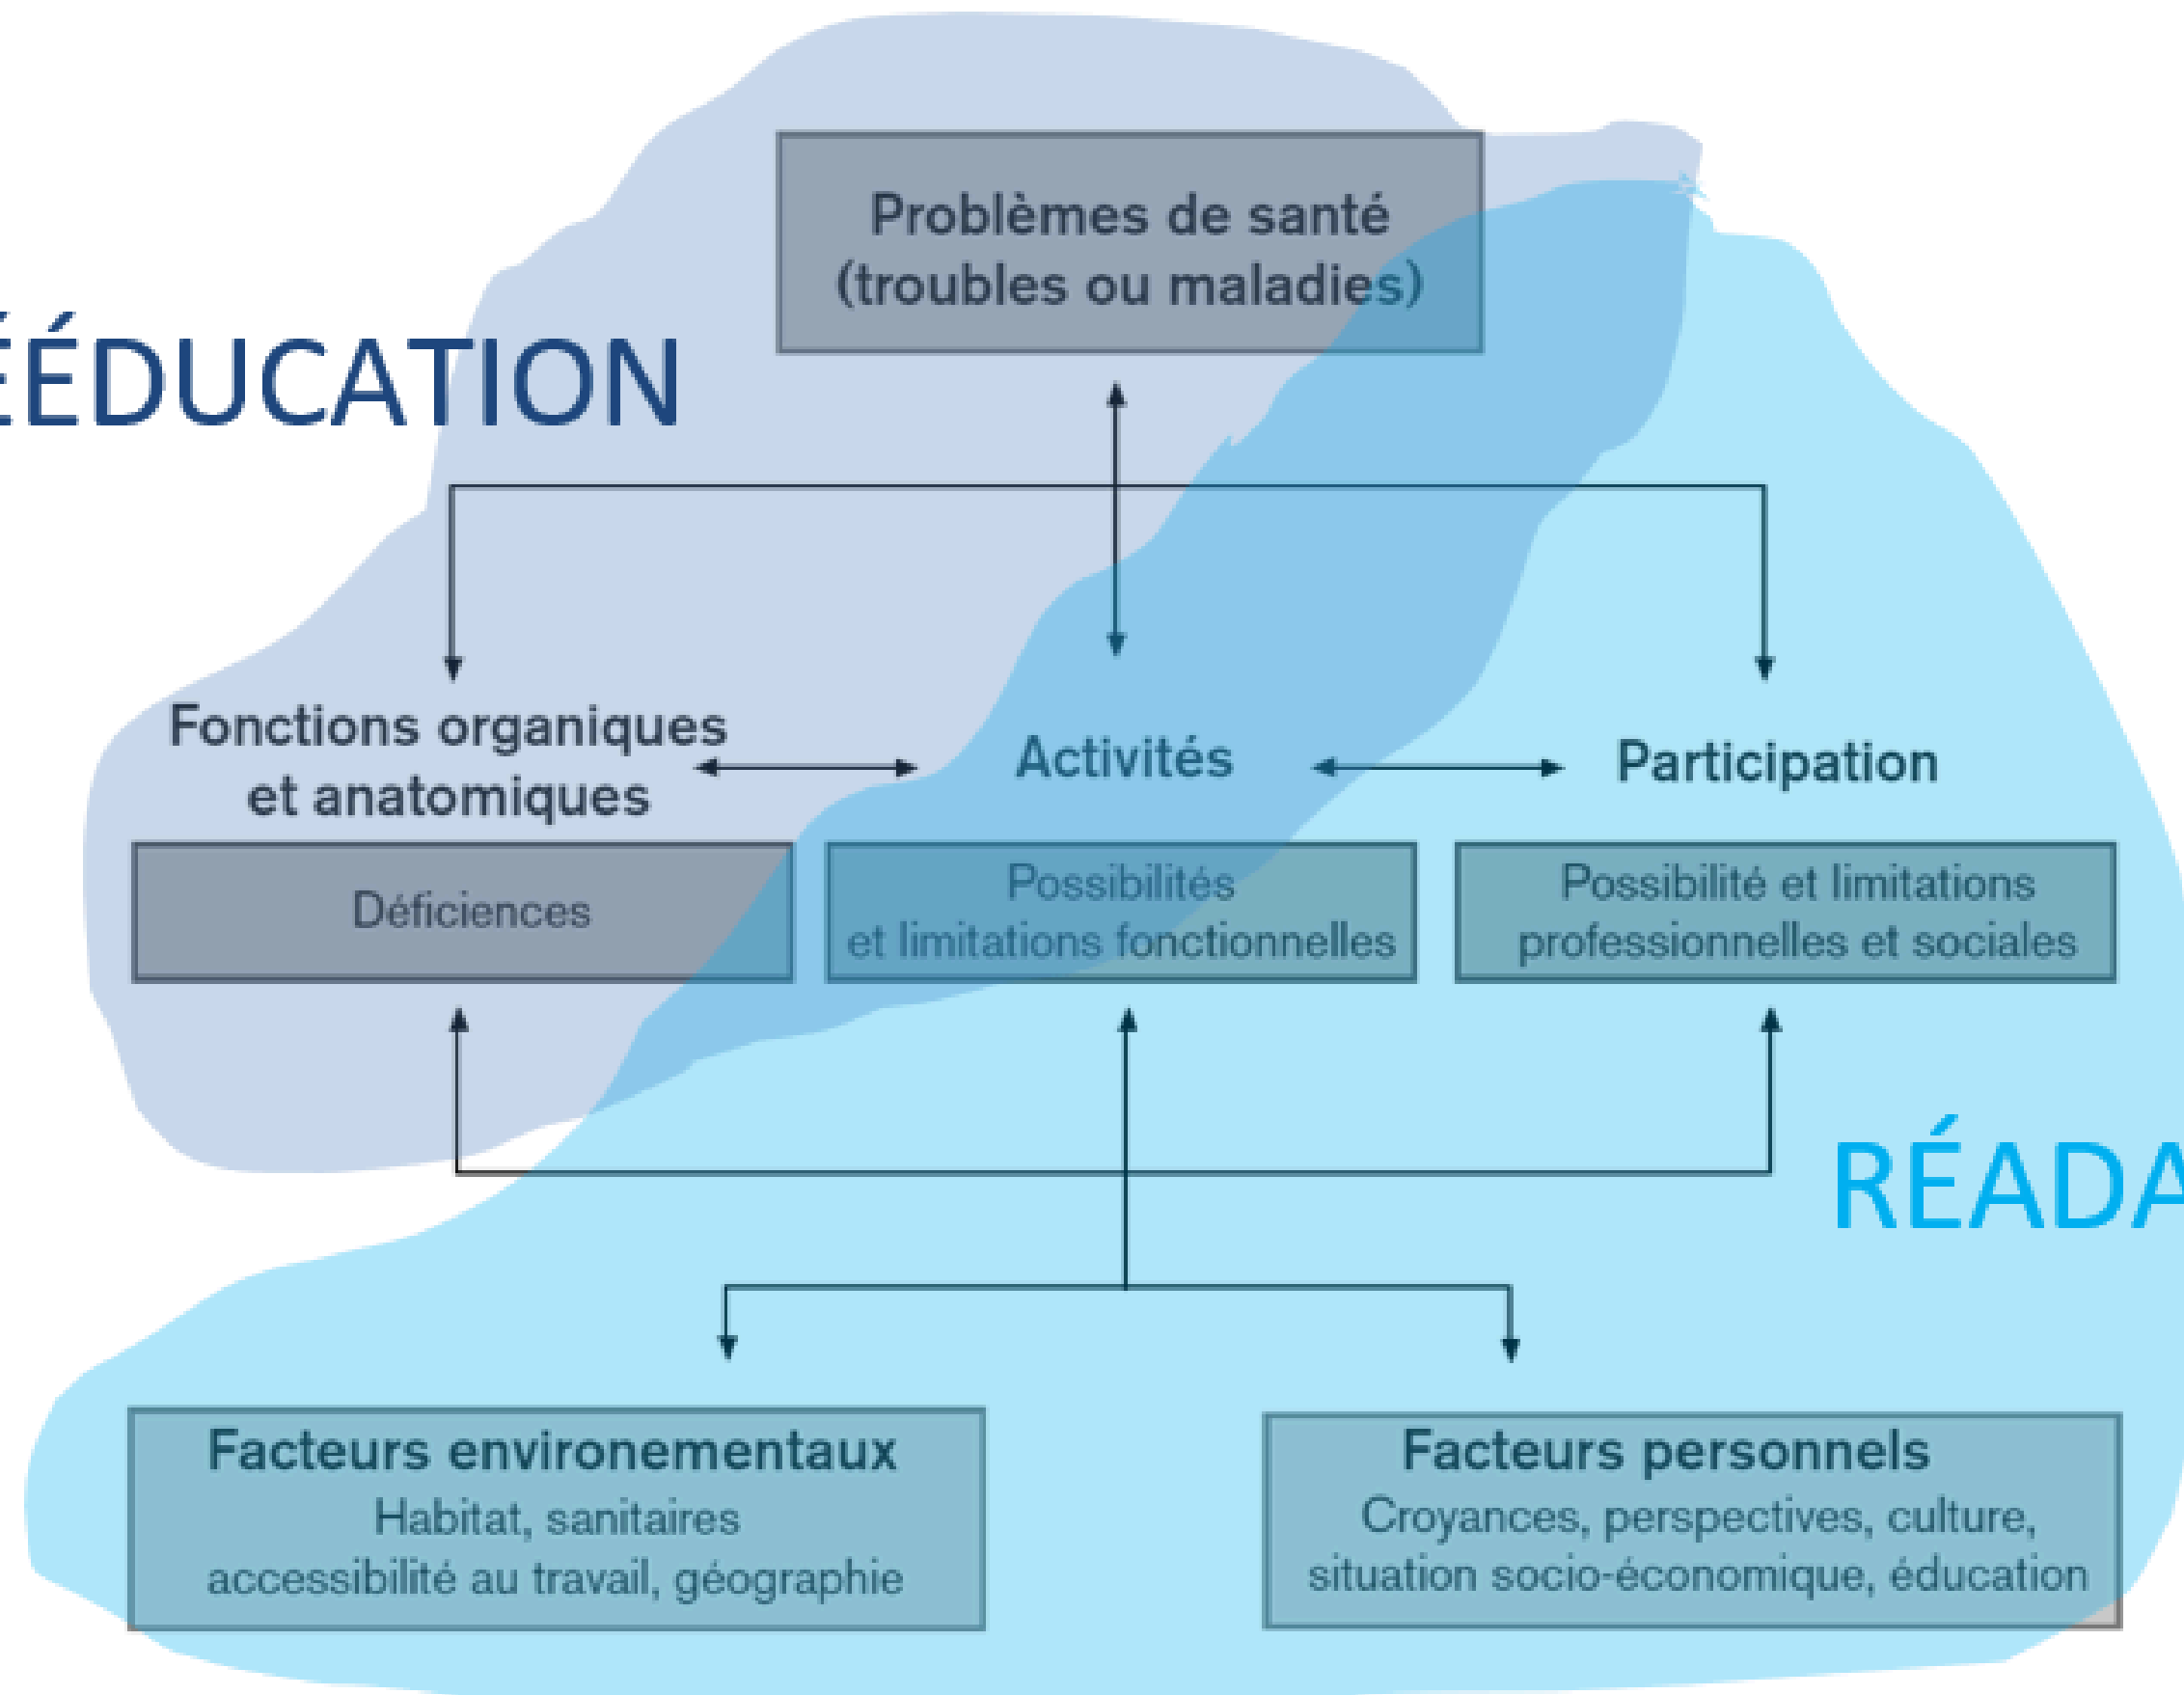 Problèmes de santé
(troubles ou maladies)
ÉÉDUCATION
Fonctions organiques
et anatomiques
Activités
Participation
Déficiences
Possibilités
et limitations fonctionnelles
Possibilité et limitations
professionnelles et sociales
RÉADA
Facteurs environementaux
Habitat, sanitaires
accessibilité au travail, géographie
Facteurs personnels
Croyances, perspectives, culture,
situation socio-économique, éducation